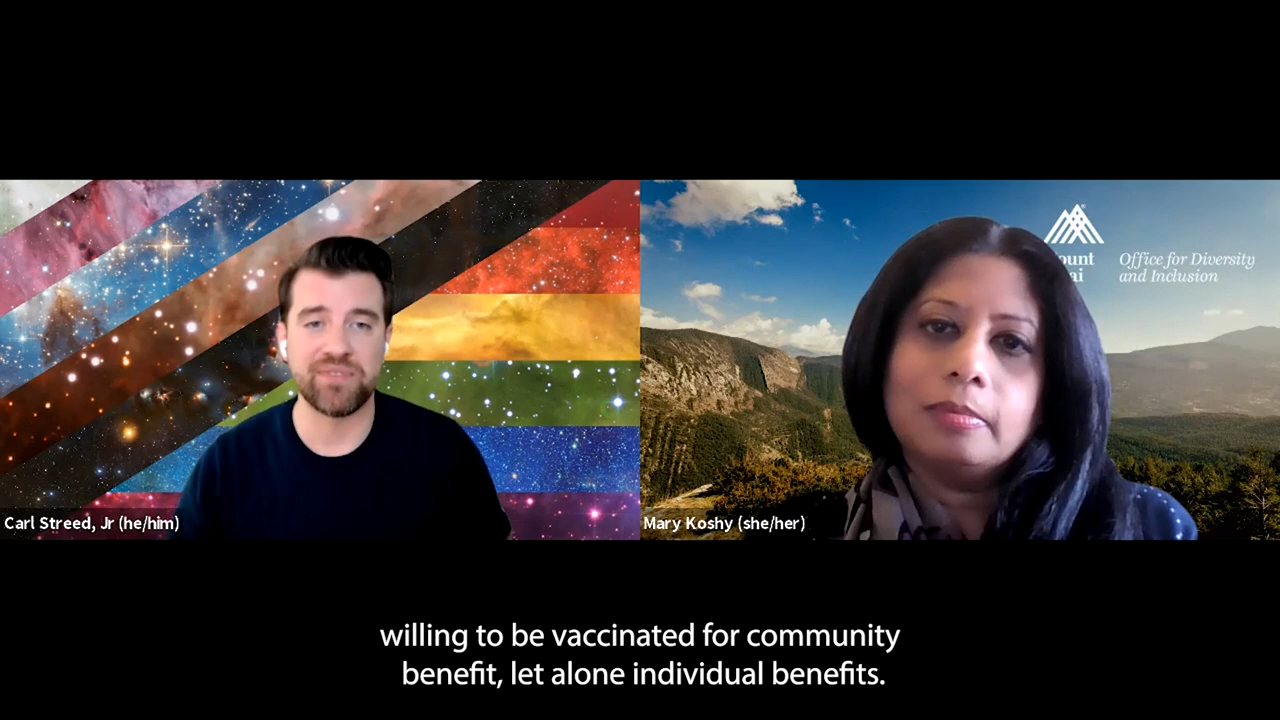 Office for Diversity
and Inclusion
Carl Streed, Jr (he/him)
Mary Koshy (she/her)
willing to be vaccinated for community
benefit, let alone individual benefits.